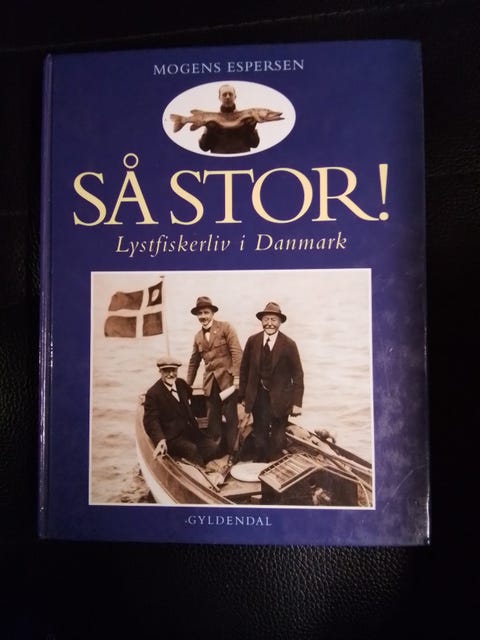 MOGENS ESPERSEN
SÅ STOR!
Lystfiskerliv i Danmark
GYLDENDAL